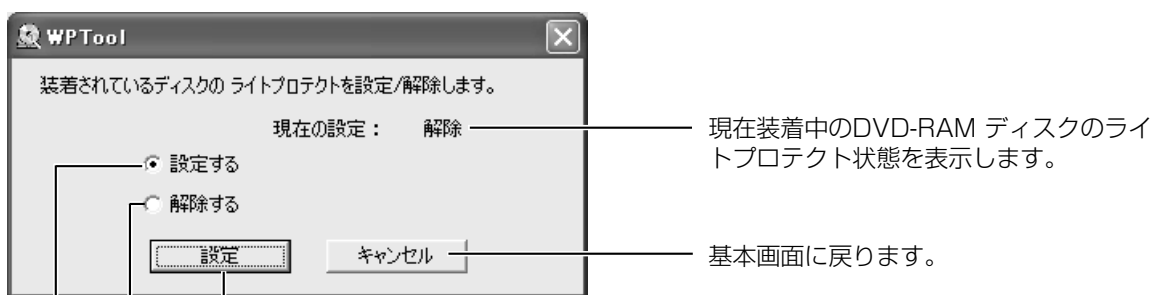 WPTool
装着されているディスクの ライトプロテクトを設定/解除します。
現在の設定： 解除
現在装着中のDVD-RAM ディスクのライ
トプロテクト状態を表示します。
設定する
解除する
設定 キャンセル
基本画面に戻ります。